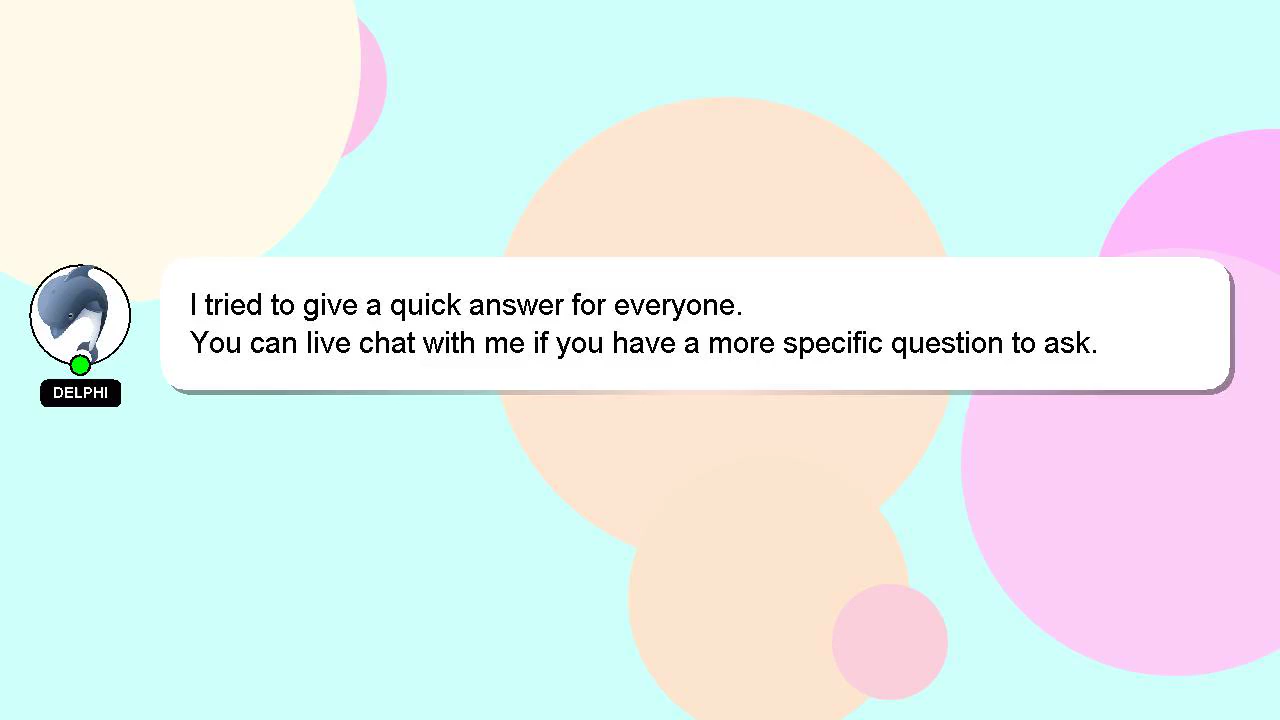 I tried to give a quick answer for everyone.
You can live chat with me if you have a more specific question to ask.
DELPHI